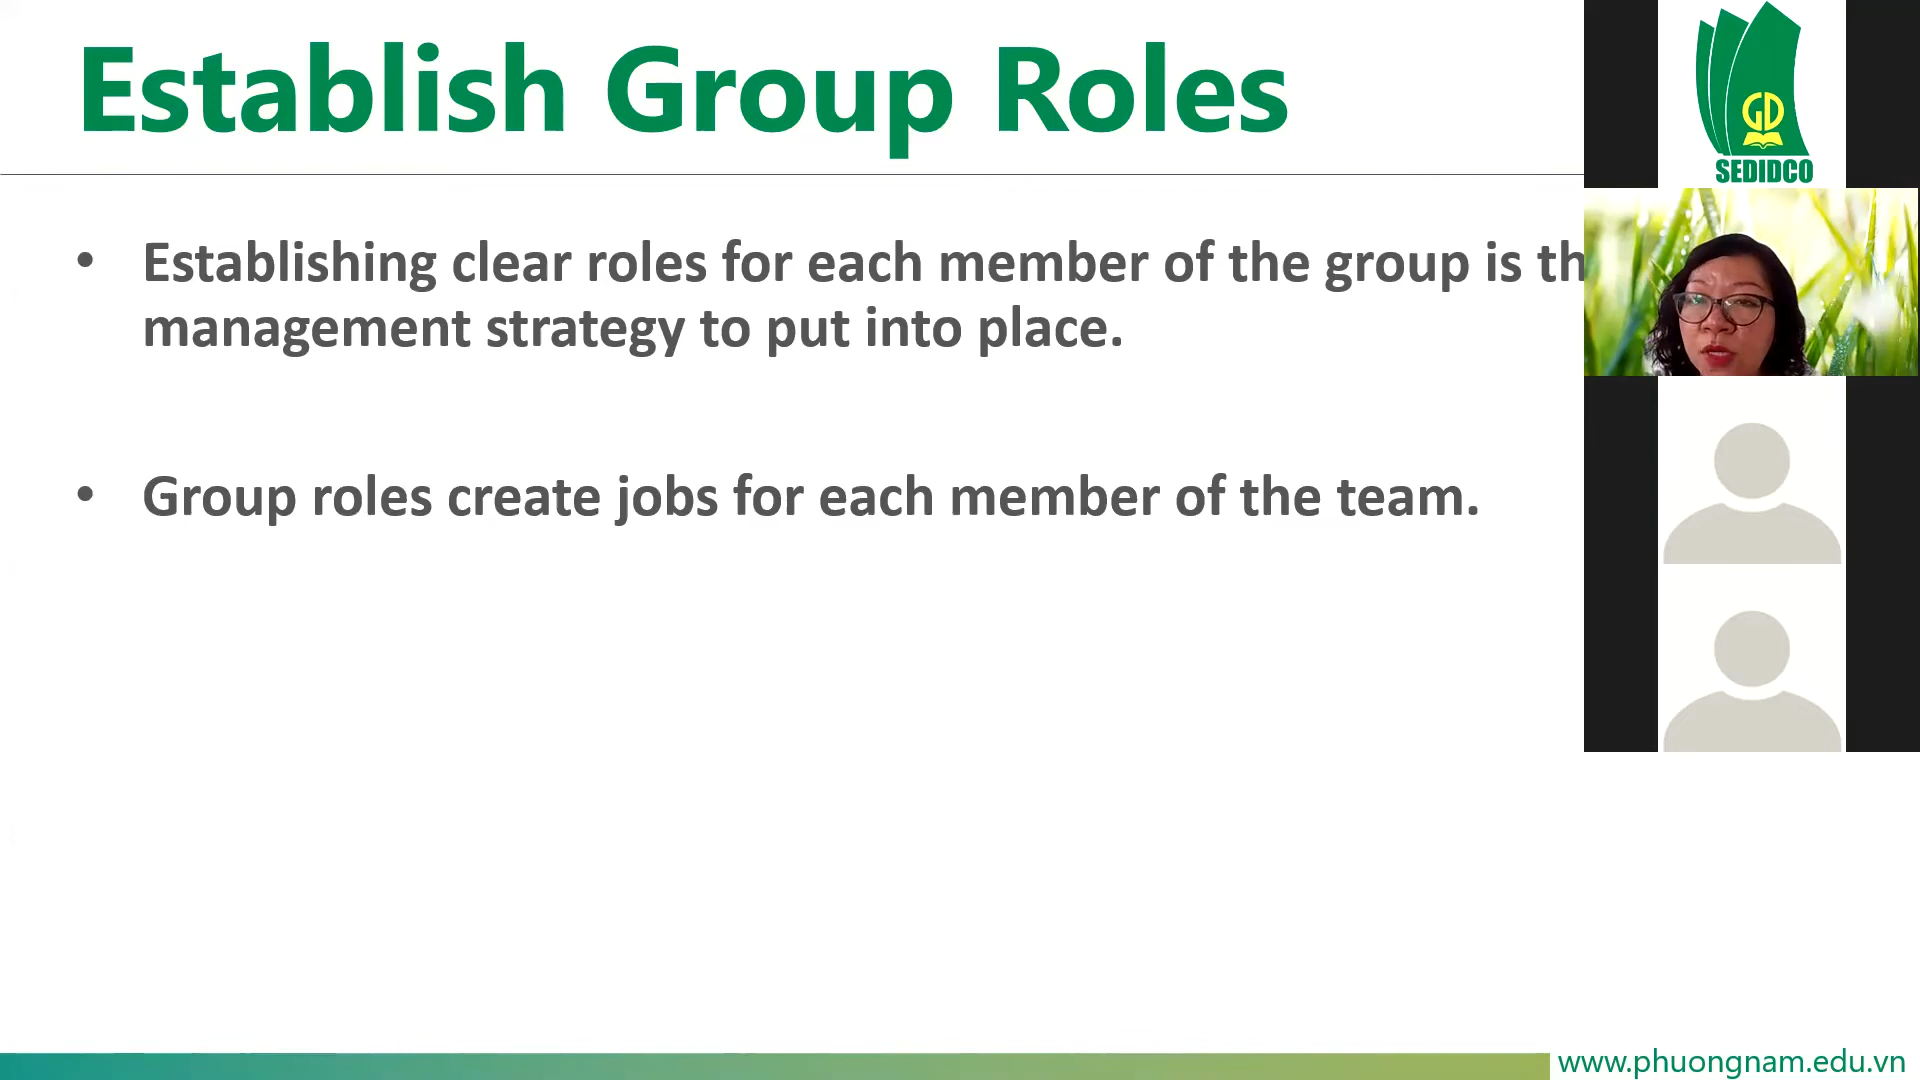 Establish Group Roles
GD
SEDIDCO
• Establishing clear roles for each member of the group is
management strategy to put into place.
• Group roles create jobs for each member of the team.
www.phuongnam.edu.vn